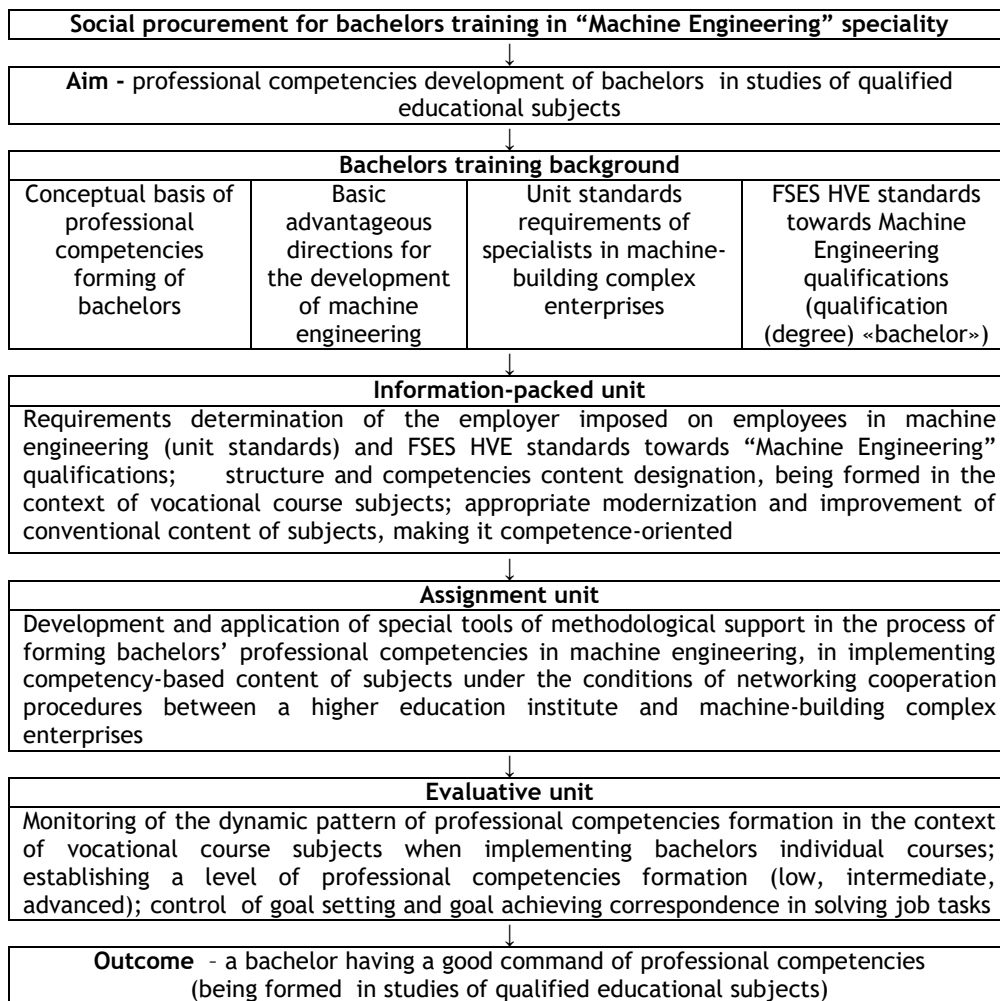 Social procurement for bachelors training in “Machine Engineering” speciality
↓
Aim - professional competencies development of bachelors in studies of qualified
educational subjects
↓
Bachelors training background
Conceptual basis of
professional
competencies
forming of
bachelors
Basic
advantageous
directions for
the development
of machine
engineering
Unit standards
requirements of
specialists in machine-
building complex
enterprises
FSES HVE standards
towards Machine
Engineering
qualifications
(qualification
(degree) «bachelor»)
↓
Information-packed unit
Requirements determination of the employer imposed on employees in machine
engineering (unit standards) and FSES HVE standards towards “Machine Engineering”
qualifications; structure and competencies content designation, being formed in the
context of vocational course subjects; appropriate modernization and improvement of
conventional content of subjects, making it competence-oriented
↓
Assignment unit
Development and application of special tools of methodological support in the process of
forming bachelors’ professional competencies in machine engineering, in implementing
competency-based content of subjects under the conditions of networking cooperation
procedures between a higher education institute and machine-building complex
enterprises
↓
Evaluative unit
Monitoring of the dynamic pattern of professional competencies formation in the context
of vocational course subjects when implementing bachelors individual courses;
establishing a level of professional competencies formation (low, intermediate,
advanced); control of goal setting and goal achieving correspondence in solving job tasks
↓
Outcome – a bachelor having a good command of professional competencies
(being formed in studies of qualified educational subjects)